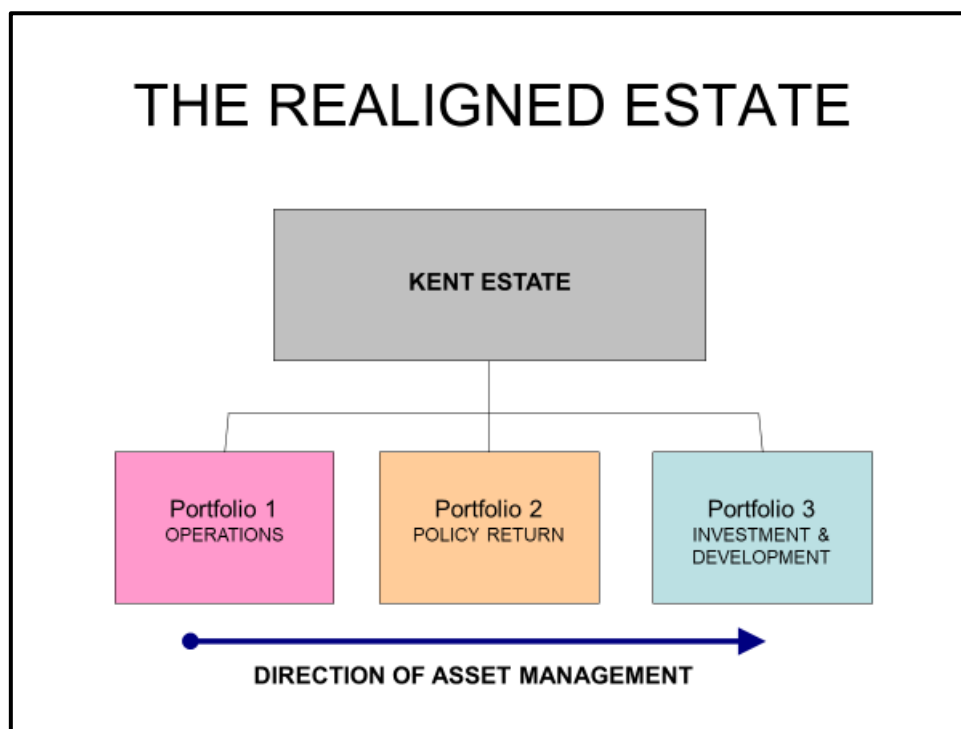 THE REALIGNED ESTATE
KENT ESTATE
Portfolio 1
OPERATIONS
Portfolio 2
POLICY RETURN
Portfolio 3
INVESTMENT &
DEVELOPMENT
DIRECTION OF ASSET MANAGEMENT